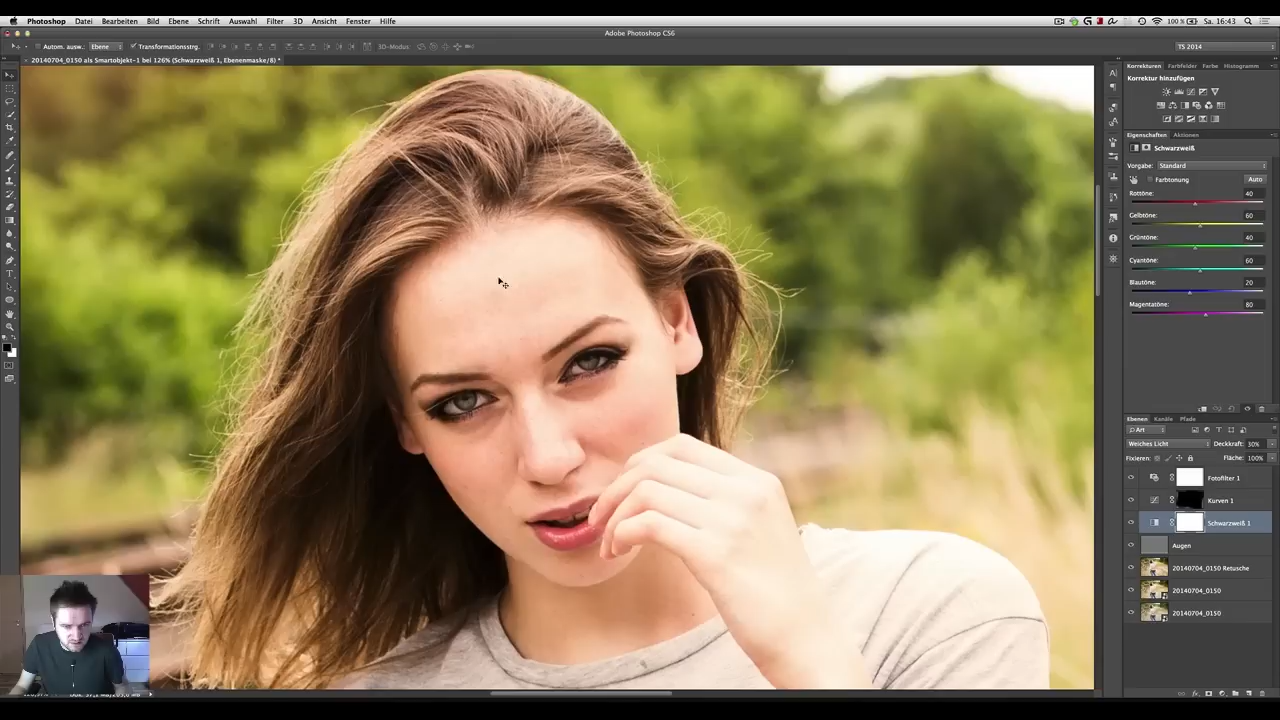 Photoshop Datei Bearbeiten Bild Ebene Schrift Auswahl Filter 3D Ansicht Fenster Hilfe 100 % Sa. 16:43
Adobe Photoshop CS6
Autom. ausw.: Ebene Transformationsstrg. 3D-Modus: TS 2014
20140704_0150 als Smartobjekt-1 bei 126% (Schwarzweiß 1, Ebenenmaske/8) *
Korrekturen Farbfelder Farbe Histogramm
Korrektur hinzufügen
Eigenschaften Aktionen
Schwarzweiß
Vorgabe: Standard
Farbtonung Auto
Rottöne: 40
Gelbtöne: 60
Grüntöne: 40
Cyantöne: 60
Blautöne: 20
Magentatöne: 80
Ebenen Kanäle Pfade
Art
Weiches Licht Deckkraft: 30%
Fixieren: Fläche: 100%
Fotofilter 1
Kurven 1
Schwarzweiß 1
Augen
20140704_0150 Retusche
20140704_0150
20140704_0150